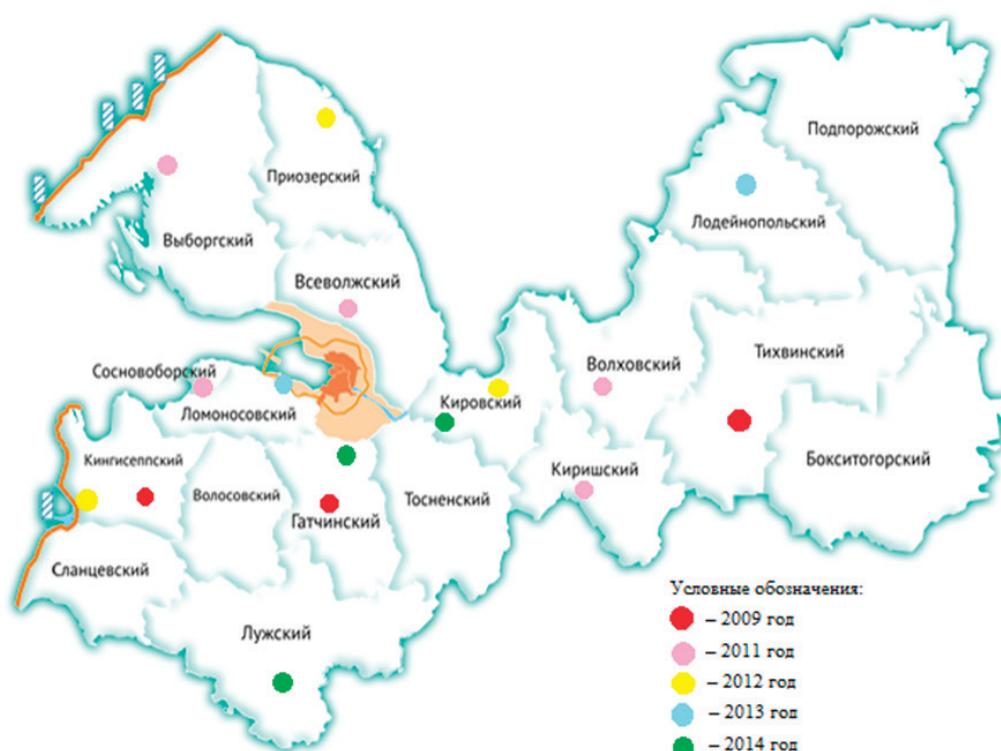 Подпорожский
Приозерский
Лодейнопольский
Выборгский
Всеволжский
Сосновоборский
Ломоносовский
Кировский
Волховский
Тихвинский
Кингисеппский
Волосовский
Гатчинский
Тосненский
Киришский
Бокситогорский
Сланцевский
Лужский
Условные обозначения:
– 2009 год
– 2011 год
– 2012 год
– 2013 год
– 2014 год